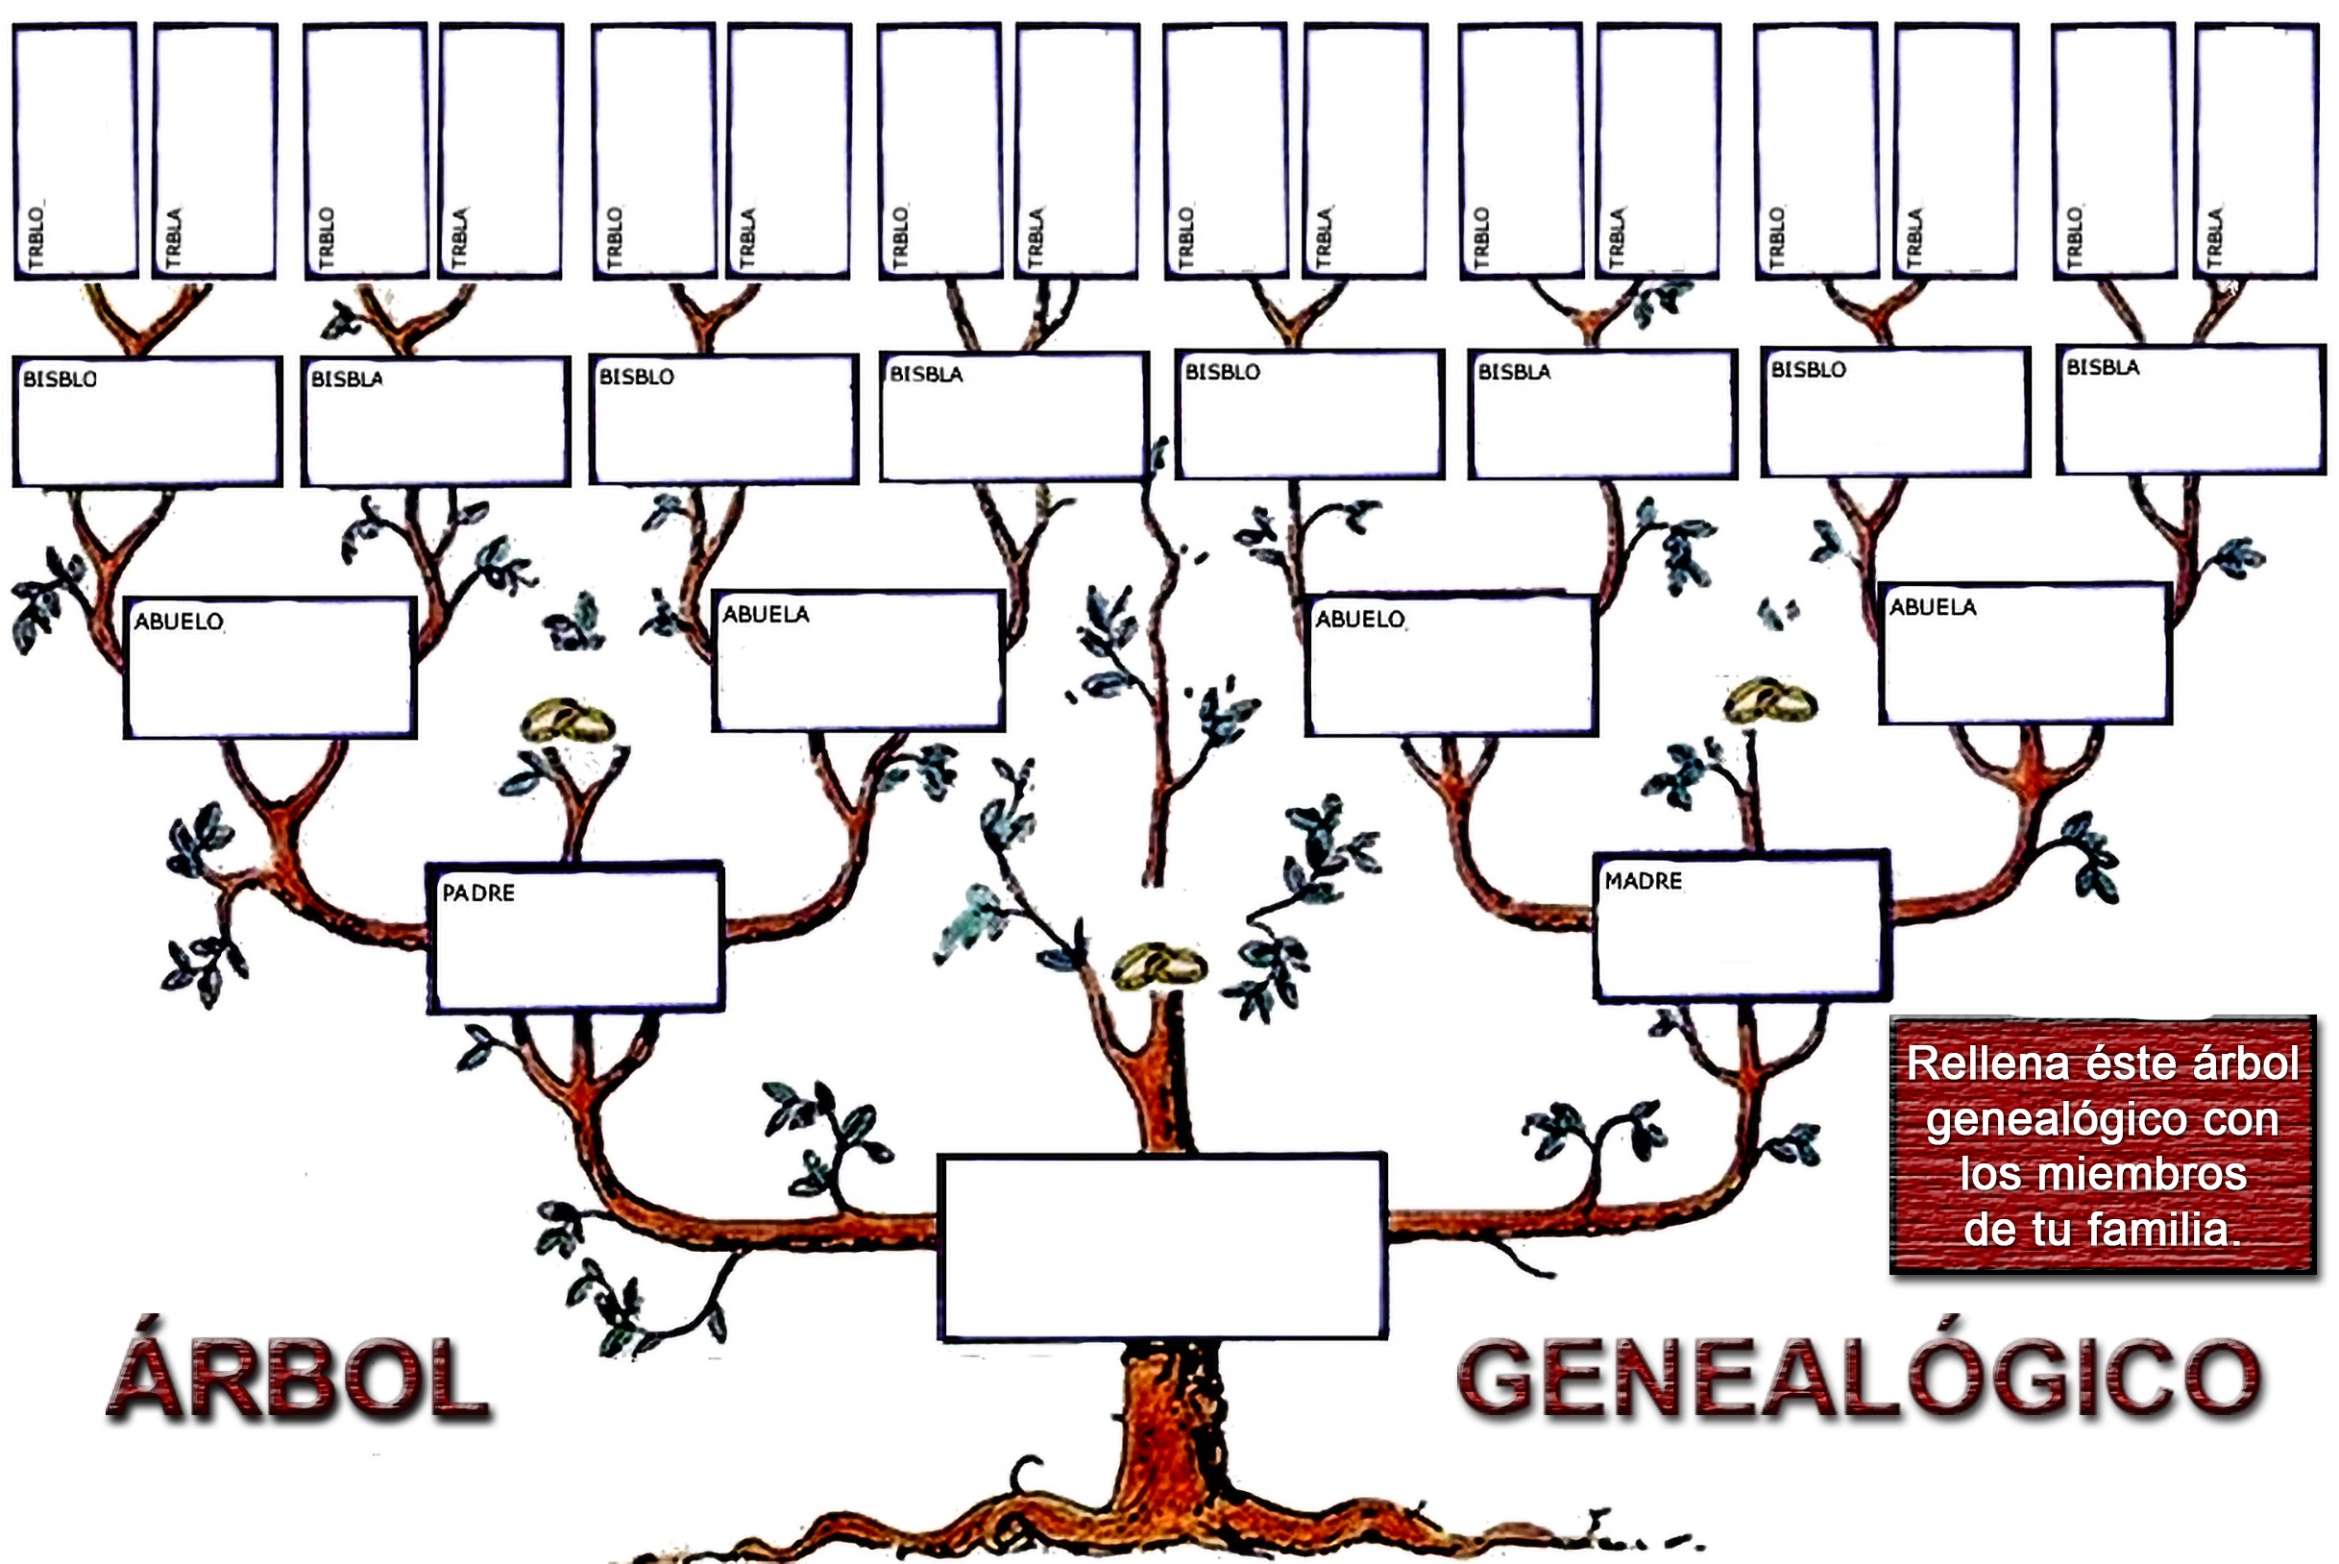 TRBLO TRBLA TRBLO TRBLA TRBLO TRBLA TRBLO TRBLA TRBLO TRBLA TRBLO TRBLA TRBLO TRBLA TRBLO TRBLA
BISBLO BISBLA BISBLO BISBLA BISBLO BISBLA BISBLO BISBLA
ABUELO ABUELA ABUELO ABUELA
PADRE MADRE
Rellena éste árbol
genealógico con
los miembros
de tu familia.
ÁRBOL GENEALÓGICO